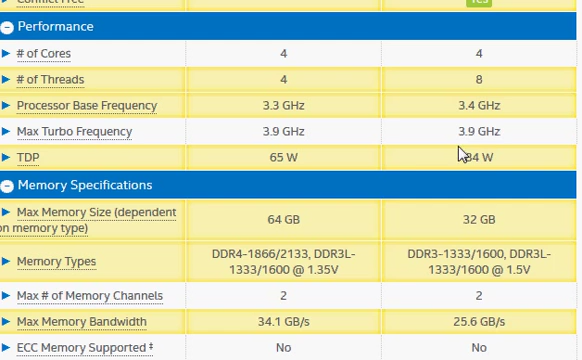 Conflict Free Yes
Performance
# of Cores 4 4
# of Threads 4 8
Processor Base Frequency 3.3 GHz 3.4 GHz
Max Turbo Frequency 3.9 GHz 3.9 GHz
TDP 65 W 84 W
Memory Specifications
Max Memory Size (dependent
on memory type) 64 GB 32 GB
Memory Types DDR4-1866/2133, DDR3L-
1333/1600 @ 1.35V DDR3-1333/1600, DDR3L-
1333/1600 @ 1.5V
Max # of Memory Channels 2 2
Max Memory Bandwidth 34.1 GB/s 25.6 GB/s
ECC Memory Supported ‡ No No